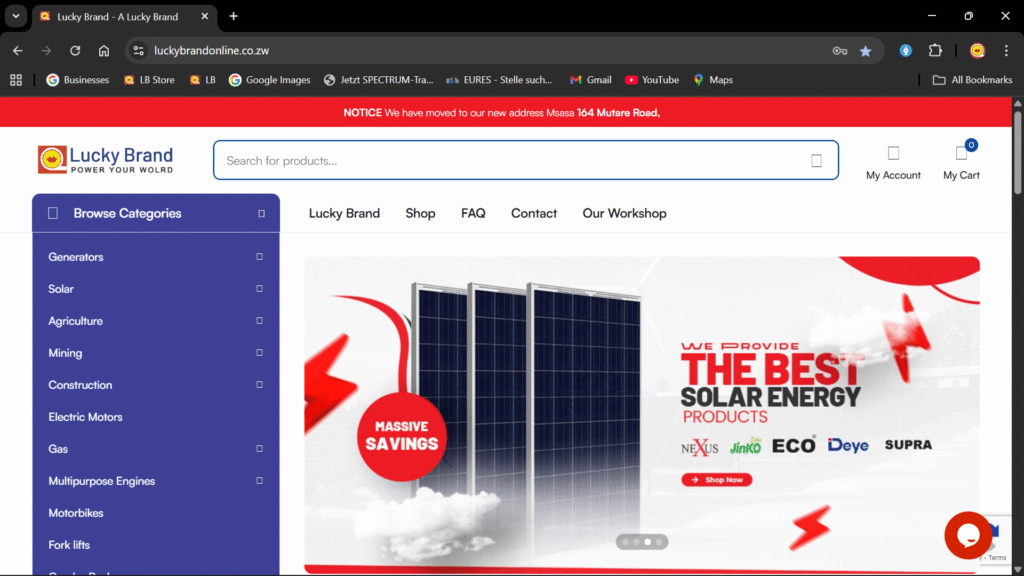 Lucky Brand - A Lucky Brand
luckybrandonline.co.zw
Businesses LB Store LB Google Images Jetzt SPECTRUM-Tra... EURES - Stelle such... Gmail YouTube Maps All Bookmarks
NOTICE We have moved to our new address Msasa 164 Mutare Road,
Lucky Brand
POWER YOUR WOLRD
Search for products...
0
My Account My Cart
Browse Categories
Lucky Brand Shop FAQ Contact Our Workshop
Generators
Solar
Agriculture
Mining
Construction
Electric Motors
Gas
Multipurpose Engines
Motorbikes
Fork lifts
MASSIVE
SAVINGS
WE PROVIDE
THE BEST
SOLAR ENERGY
PRODUCTS
NEXUS JinKO ECO Deye SUPRA
Shop Now
- Terms